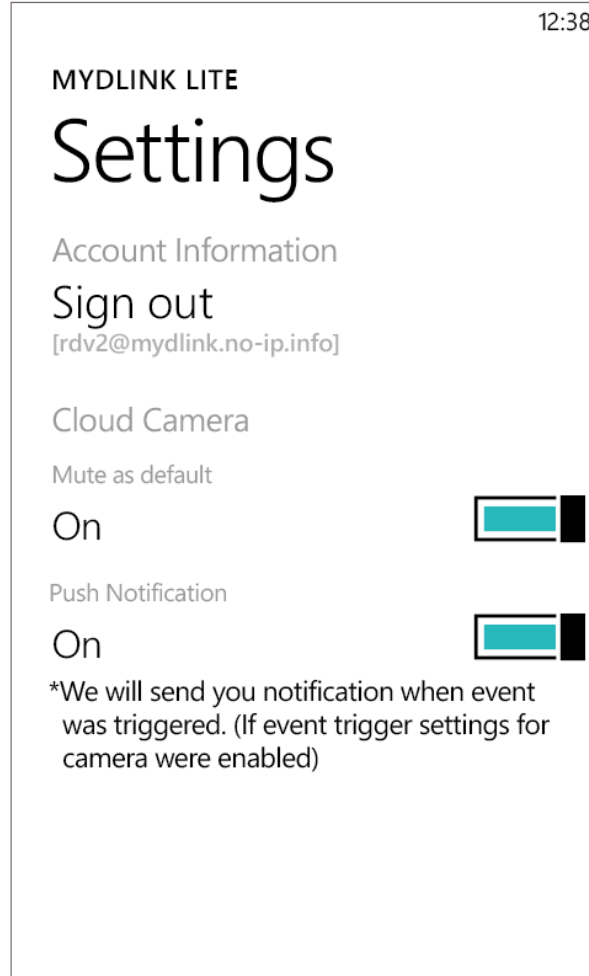 12:38
MYDLINK LITE
Settings
Account Information
Sign out
[rdv2@mydlink.no-ip.info]
Cloud Camera
Mute as default
On
Push Notification
On
*We will send you notification when event
was triggered. (If event trigger settings for
camera were enabled)